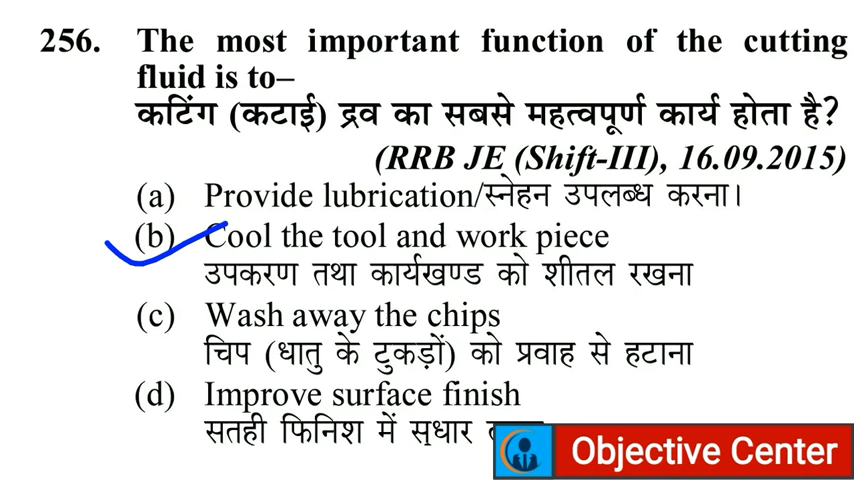 256. The most important function of the cutting
fluid is to–
कटिंग (कटाई) द्रव का सबसे महत्वपूर्ण कार्य होता है?
(RRB JE (Shift-III), 16.09.2015)
(a) Provide lubrication/स्नेहन उपलब्ध करना।
(b) Cool the tool and work piece
उपकरण तथा कार्यखण्ड को शीतल रखना
(c) Wash away the chips
चिप (धातु के टुकड़ों) को प्रवाह से हटाना
(d) Improve surface finish
सतही फिनिश में सुधार
Objective Center